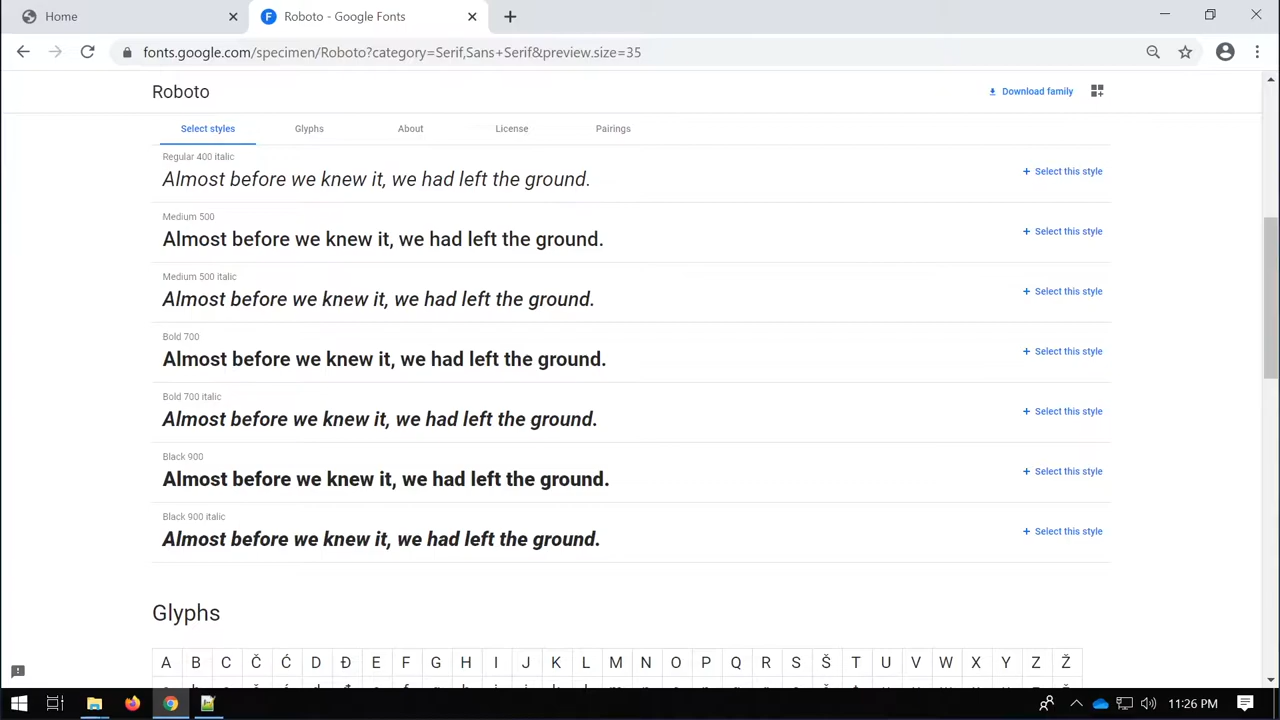 Home
Roboto - Google Fonts
fonts.google.com/specimen/Roboto?category=Serif,Sans+Serif&preview.size=35
Roboto
Download family
Select styles
Glyphs
About
License
Pairings
Regular 400 italic
Almost before we knew it, we had left the ground.
+ Select this style
Medium 500
Almost before we knew it, we had left the ground.
+ Select this style
Medium 500 italic
Almost before we knew it, we had left the ground.
+ Select this style
Bold 700
Almost before we knew it, we had left the ground.
+ Select this style
Bold 700 italic
Almost before we knew it, we had left the ground.
+ Select this style
Black 900
Almost before we knew it, we had left the ground.
+ Select this style
Black 900 italic
Almost before we knew it, we had left the ground.
+ Select this style
Glyphs
A B C Č Ć D Đ E F G H I J K L M N O P Q R S Š T U V W X Y Z Ž
11:26 PM